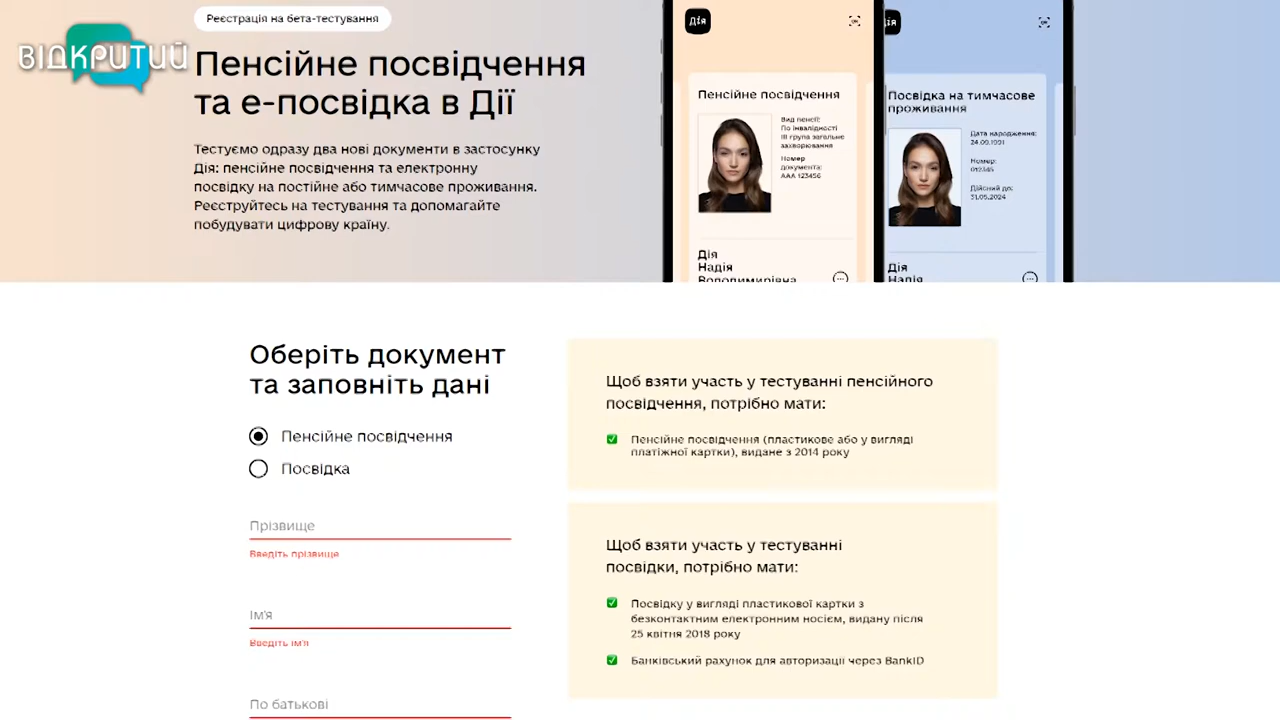 Реєстрація на бета-тестування
ВІДКРИТИЙ
Пенсійне посвідчення
та е-посвідка в Дії
Тестуємо одразу два нові документи в застосунку
Дія: пенсійне посвідчення та електронну
посвідку на постійне або тимчасове проживання.
Реєструйтесь на тестування та допомагайте
побудувати цифрову країну.
Дія
Пенсійне посвідчення
Вид пенсії:
По інвалідності
III група загальне
захворювання
Номер
документа:
ААА 123456
Дія
Надія
Володимирівна
ія
Посвідка на тимчасове
проживання
Дата народження:
24.09.1991
Номер:
012345
Дійсний до:
31.05.2024
Дія
Надія
Оберіть документ
та заповніть дані
Пенсійне посвідчення
Посвідка
Прізвище
Введіть прізвище
Ім'я
Введіть ім'я
По батькові
Щоб взяти участь у тестуванні пенсійного
посвідчення, потрібно мати:
Пенсійне посвідчення (пластикове або у вигляді
платіжної картки), видане з 2014 року
Щоб взяти участь у тестуванні
посвідки, потрібно мати:
Посвідку у вигляді пластикової картки з
безконтактним електронним носієм, видану після
25 квітня 2018 року
Банківський рахунок для авторизації через BankID